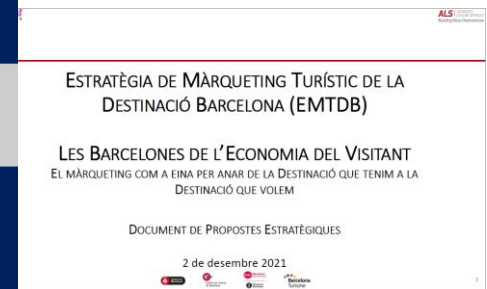 ALS
ESTRATÈGIA DE MÀRQUETING TURÍSTIC DE LA
DESTINACIÓ BARCELONA (EMTDB)
LES BARCELONES DE L'ECONOMIA DEL VISITANT
EL MÀRQUETING COM A EINA PER ANAR DE LA DESTINACIÓ QUE TENIM A LA
DESTINACIÓ QUE VOLEM
DOCUMENT DE PROPOSTES ESTRATÈGIQUES
2 de desembre 2021
Barcelona
Turisme